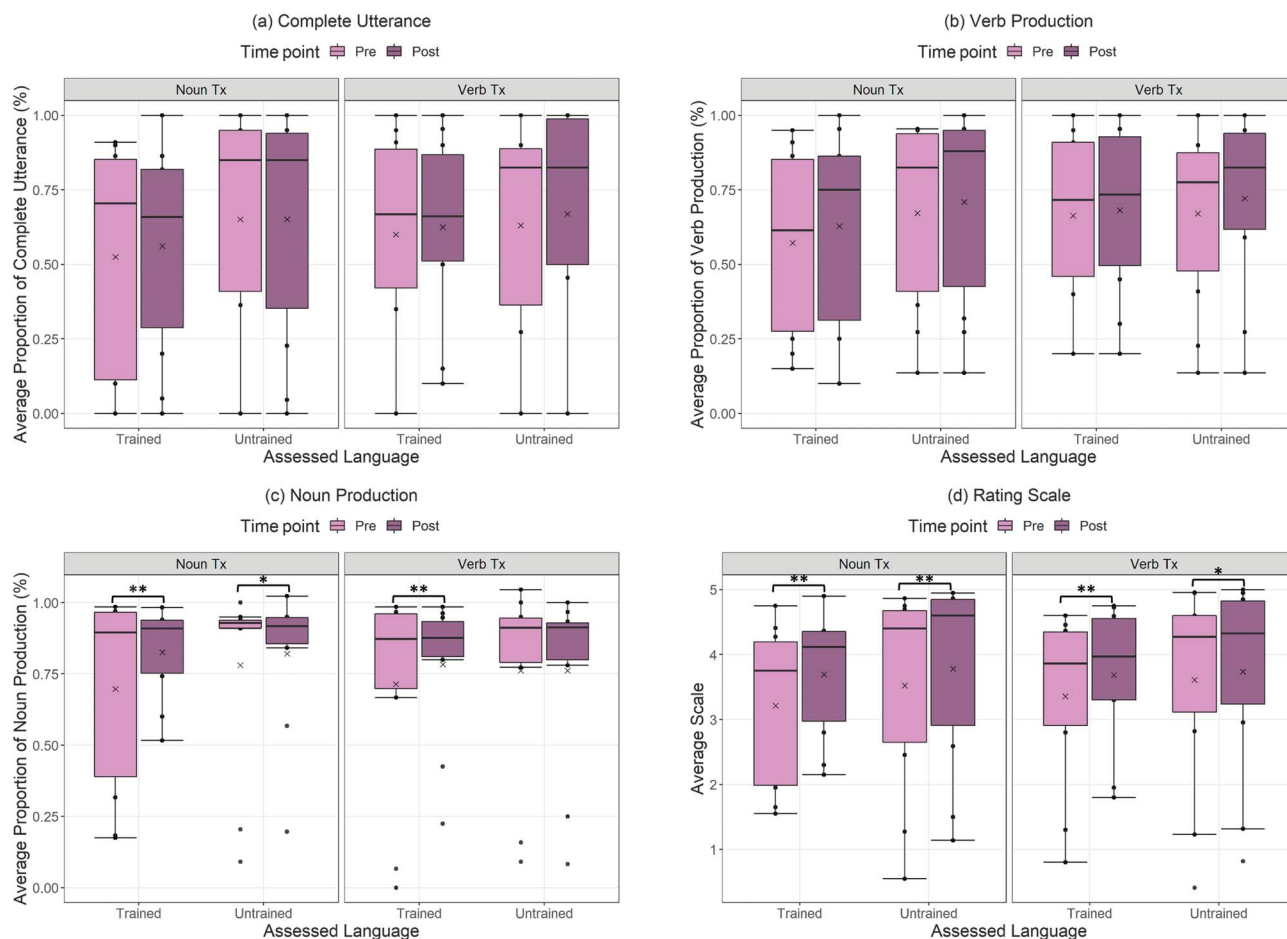 (a) Complete Utterance
Time point Pre Post
Noun Tx Verb Tx
Average Proportion of Complete Utterance (%)
1.00
0.75
0.50
0.25
0.00
Trained Untrained Trained Untrained
Assessed Language
(b) Verb Production
Time point Pre Post
Noun Tx Verb Tx
Average Proportion of Verb Production (%)
1.00
0.75
0.50
0.25
0.00
Trained Untrained Trained Untrained
Assessed Language
(c) Noun Production
Time point Pre Post
Noun Tx Verb Tx
** * **
Average Proportion of Noun Production (%)
1.00
0.75
0.50
0.25
0.00
Trained Untrained Trained Untrained
Assessed Language
(d) Rating Scale
Time point Pre Post
Noun Tx Verb Tx
** ** ** *
Average Scale
5
4
3
2
1
Trained Untrained Trained Untrained
Assessed Language